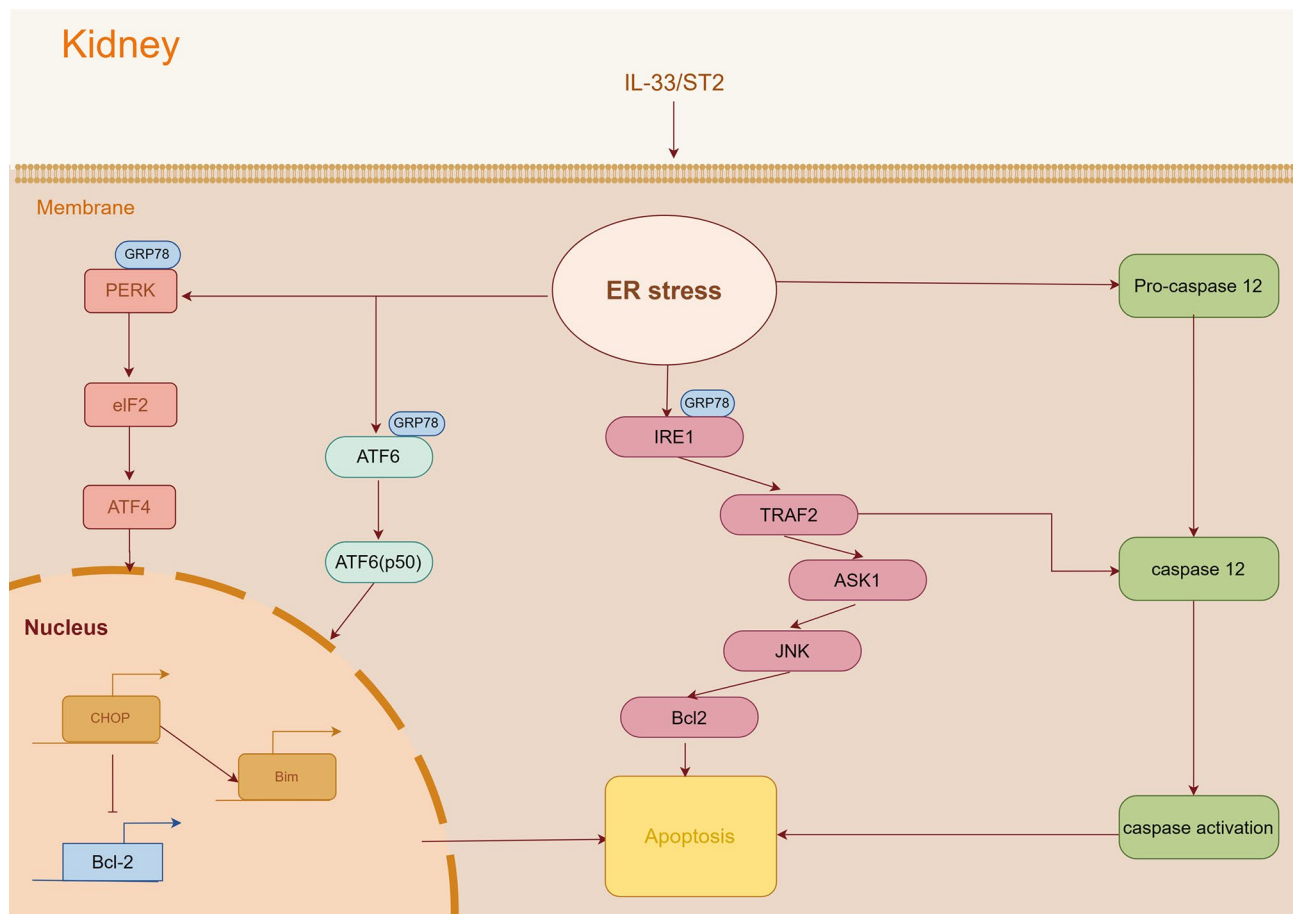 Kidney
IL-33/ST2
Membrane
GRP78
PERK
ER stress
Pro-caspase 12
eIF2
GRP78
ATF6
GRP78
IRE1
ATF4
TRAF2
ATF6(p50)
ASK1
caspase 12
Nucleus
JNK
CHOP
Bcl2
Bim
Apoptosis
caspase activation
Bcl-2